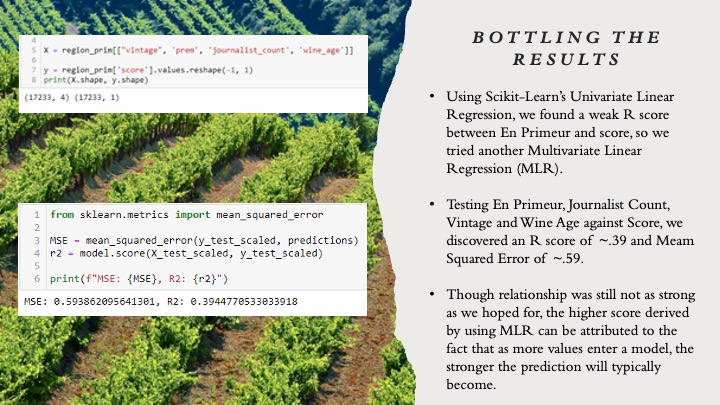 BOTTLING THE
RESULTS
4
5 X = region_prim[["vintage", 'prem', 'journalist_count', 'wine_age']]
6
7 y = region_prim['score'].values.reshape(-1, 1)
8 print(X.shape, y.shape)
(17233, 4) (17233, 1)
1 from sklearn.metrics import mean_squared_error
2
3 MSE = mean_squared_error(y_test_scaled, predictions)
4 r2 = model.score(X_test_scaled, y_test_scaled)
5
6 print(f"MSE: {MSE}, R2: {r2}")
MSE: 0.593862095641301, R2: 0.3944770533033918
• Using Scikit-Learn's Univariate Linear
Regression, we found a weak R score
between En Primeur and score, so we
tried another Multivariate Linear
Regression (MLR).
• Testing En Primeur, Journalist Count,
Vintage and Wine Age against Score, we
discovered an R score of ~.39 and Meam
Squared Error of ~.59.
• Though relationship was still not as strong
as we hoped for, the higher score derived
by using MLR can be attributed to the
fact that as more values enter a model, the
stronger the prediction will typically
become.